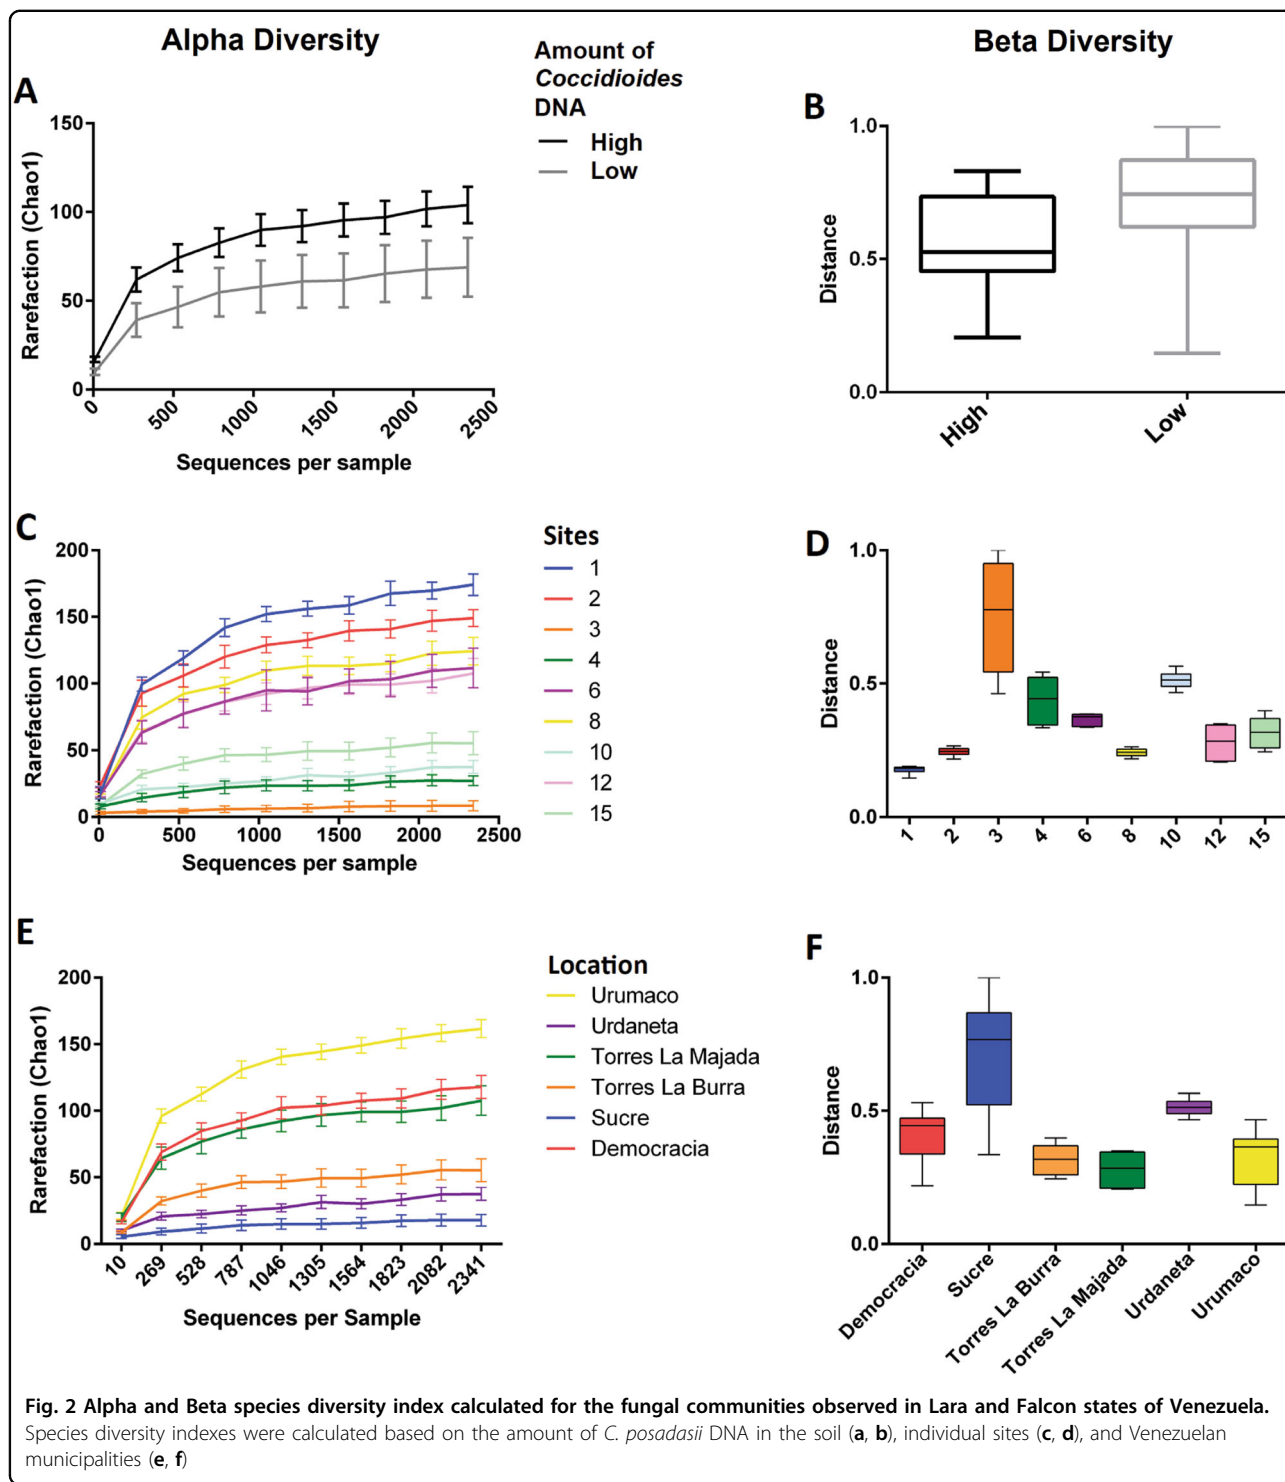 Alpha Diversity
Amount of
Coccidioides
DNA
High
Low
Beta Diversity
A
150
100
50
0
Rarefaction (Chao1)
0
500
1000
1500
2000
2500
Sequences per sample
B
1.0
0.5
0.0
Distance
High
Low
C
200
150
100
50
0
Rarefaction (Chao1)
0
500
1000
1500
2000
2500
Sequences per sample
Sites
1
2
3
4
6
8
10
12
15
D
1.0
0.5
0.0
Distance
1
2
3
4
6
8
10
12
15
E
200
150
100
50
0
Rarefaction (Chao1)
10
269
528
787
1046
1305
1564
1823
2082
2341
Sequences per Sample
Location
Urumaco
Urdaneta
Torres La Majada
Torres La Burra
Sucre
Democracia
F
1.0
0.5
0.0
Distance
Democracia
Sucre
Torres La Burra
Torres La Majada
Urdaneta
Urumaco
Fig. 2 Alpha and Beta species diversity index calculated for the fungal communities observed in Lara and Falcon states of Venezuela.
Species diversity indexes were calculated based on the amount of C. posadasii DNA in the soil (a, b), individual sites (c, d), and Venezuelan
municipalities (e, f)